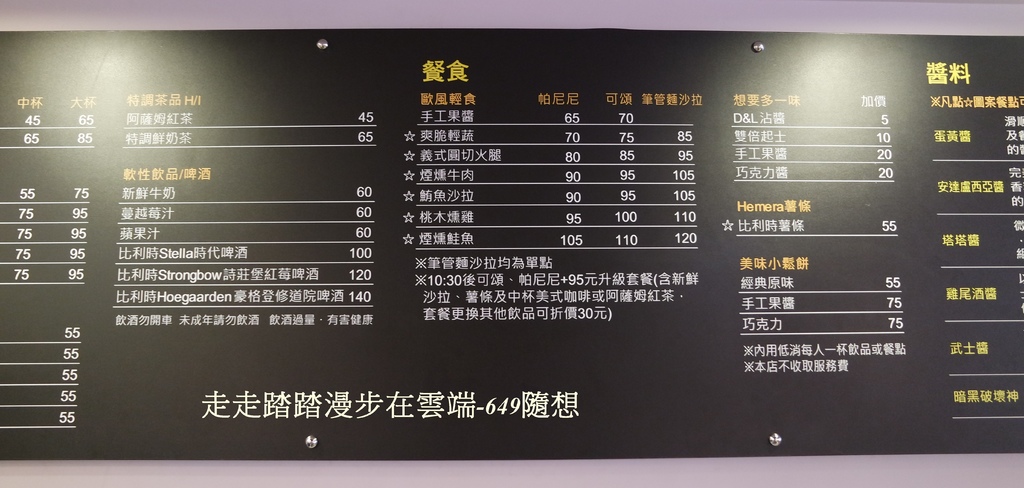 中杯 大杯
45 65
65 85
55 75
75 95
75 95
75 95
75 95
55
55
55
55
55
特調茶品 H/I
阿薩姆紅茶 45
特調鮮奶茶 65
軟性飲品/啤酒
新鮮牛奶 60
蔓越莓汁 60
蘋果汁 60
比利時Stella時代啤酒 100
比利時Strongbow詩莊堡紅莓啤酒 120
比利時Hoegaarden豪格登修道院啤酒 140
飲酒勿開車 未成年請勿飲酒 飲酒過量．有害健康
餐食
歐風輕食 帕尼尼 可頌 筆管麵沙拉
手工果醬 65 70
☆ 爽脆輕蔬 70 75 85
☆ 義式圓切火腿 80 85 95
☆ 煙燻牛肉 90 95 105
☆ 鮪魚沙拉 90 95 105
☆ 桃木燻雞 95 100 110
☆ 煙燻鮭魚 105 110 120
※筆管麵沙拉均為單點
※10:30後可頌、帕尼尼+95元升級套餐(含新鮮
沙拉、薯條及中杯美式咖啡或阿薩姆紅茶．
套餐更換其他飲品可折價30元)
想要多一味 加價
D&L沾醬 5
雙倍起士 10
手工果醬 20
巧克力醬 20
Hemera薯條
☆ 比利時薯條 55
美味小鬆餅
經典原味 55
手工果醬 75
巧克力 75
※內用低消每人一杯飲品或餐點
※本店不收取服務費
醬料
※凡點☆圖案餐點可
蛋黃醬
滑順
及餐
的醬
安達盧西亞醬
完
香
的
塔塔醬
微
雞尾酒醬
武士醬
暗黑破壞神
走走踏踏漫步在雲端-649隨想